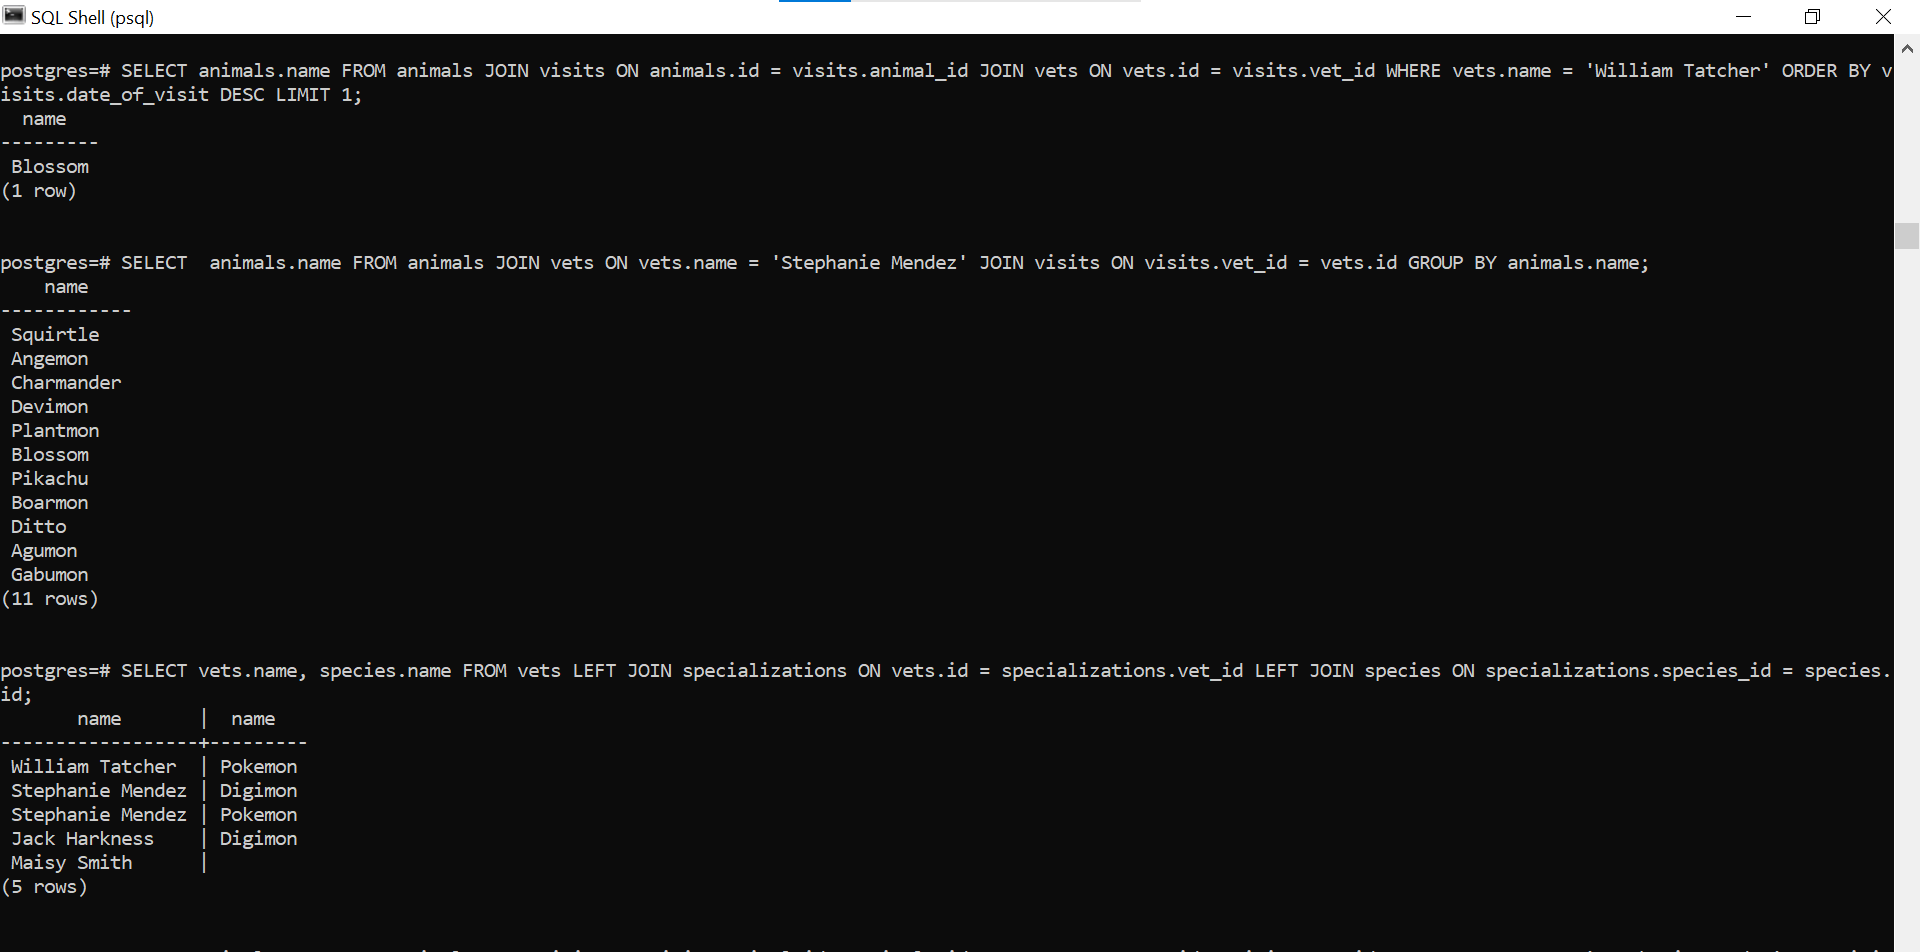 SQL Shell (psql)
postgres=# SELECT animals.name FROM animals JOIN visits ON animals.id = visits.animal_id JOIN vets ON vets.id = visits.vet_id WHERE vets.name = 'William Tatcher' ORDER BY v
isits.date_of_visit DESC LIMIT 1;
name
---------
Blossom
(1 row)
postgres=# SELECT  animals.name FROM animals JOIN vets ON vets.name = 'Stephanie Mendez' JOIN visits ON visits.vet_id = vets.id GROUP BY animals.name;
name
------------
Squirtle
Angemon
Charmander
Devimon
Plantmon
Blossom
Pikachu
Boarmon
Ditto
Agumon
Gabumon
(11 rows)
postgres=# SELECT vets.name, species.name FROM vets LEFT JOIN specializations ON vets.id = specializations.vet_id LEFT JOIN species ON specializations.species_id = species.
id;
name | name
------------------+---------
William Tatcher | Pokemon
Stephanie Mendez | Digimon
Stephanie Mendez | Pokemon
Jack Harkness | Digimon
Maisy Smith |
(5 rows)